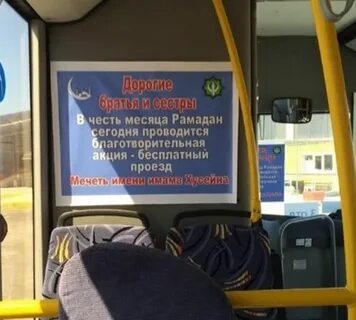 Дорогие
братья и сестры
В честь месяца Рамадан
сегодня проводится
благотворительная
акция - бесплатный
проезд
Мечеть имени имама Хусейна